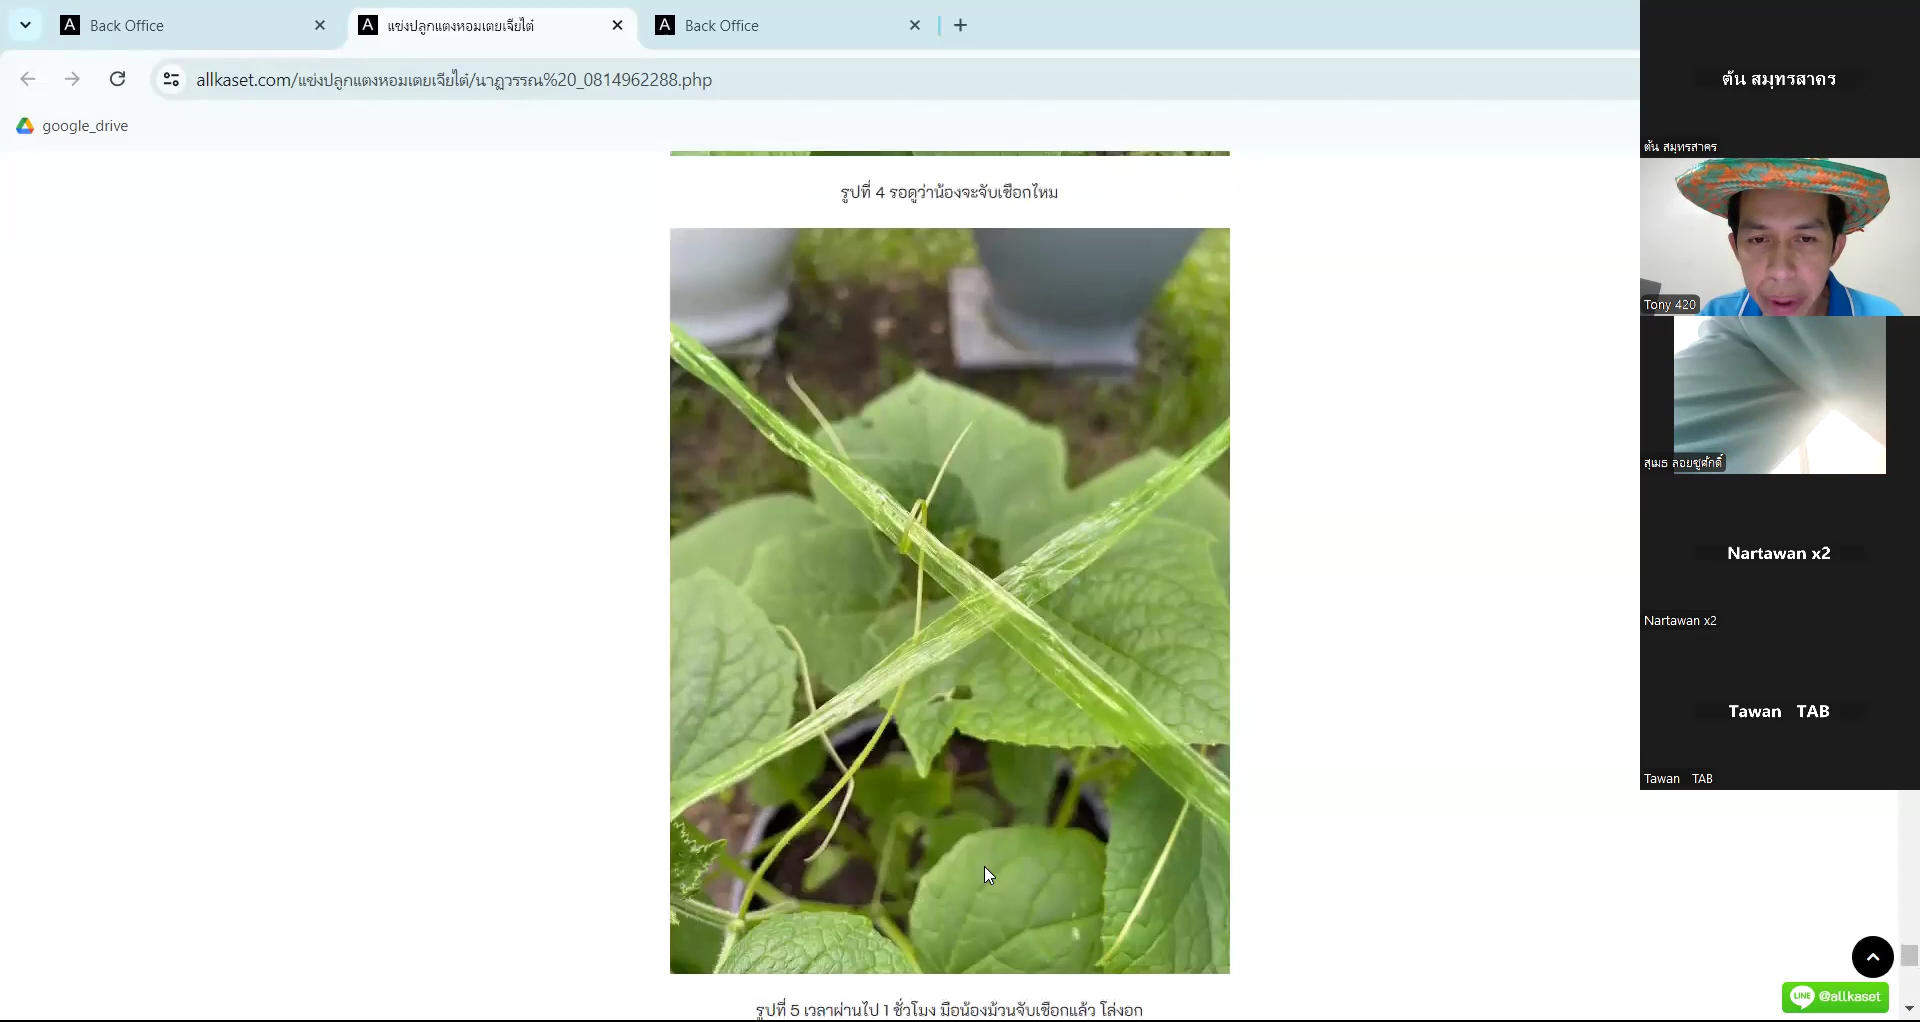 Back Office
แข่งปลูกแตงหอมเตยเจียไต๋
Back Office
allkaset.com/แข่งปลูกแตงหอมเตยเจียไต๋/นาฏวรรณ%20_0814962288.php
google_drive
รูปที่ 4 รอดูว่าน้องจะจับเชือกไหม
รูปที่ 5 เวลาผ่านไป 1 ชั่วโมง มือน้องม้วนจับเชือกแล้ว โล่งอก
ต้น สมุทรสาคร
ต้น สมุทรสาคร
Tony 420
สุเมธ ลอยชูศักดิ์
Nartawan x2
Nartawan x2
Tawan TAB
Tawan TAB
LINE @allkaset